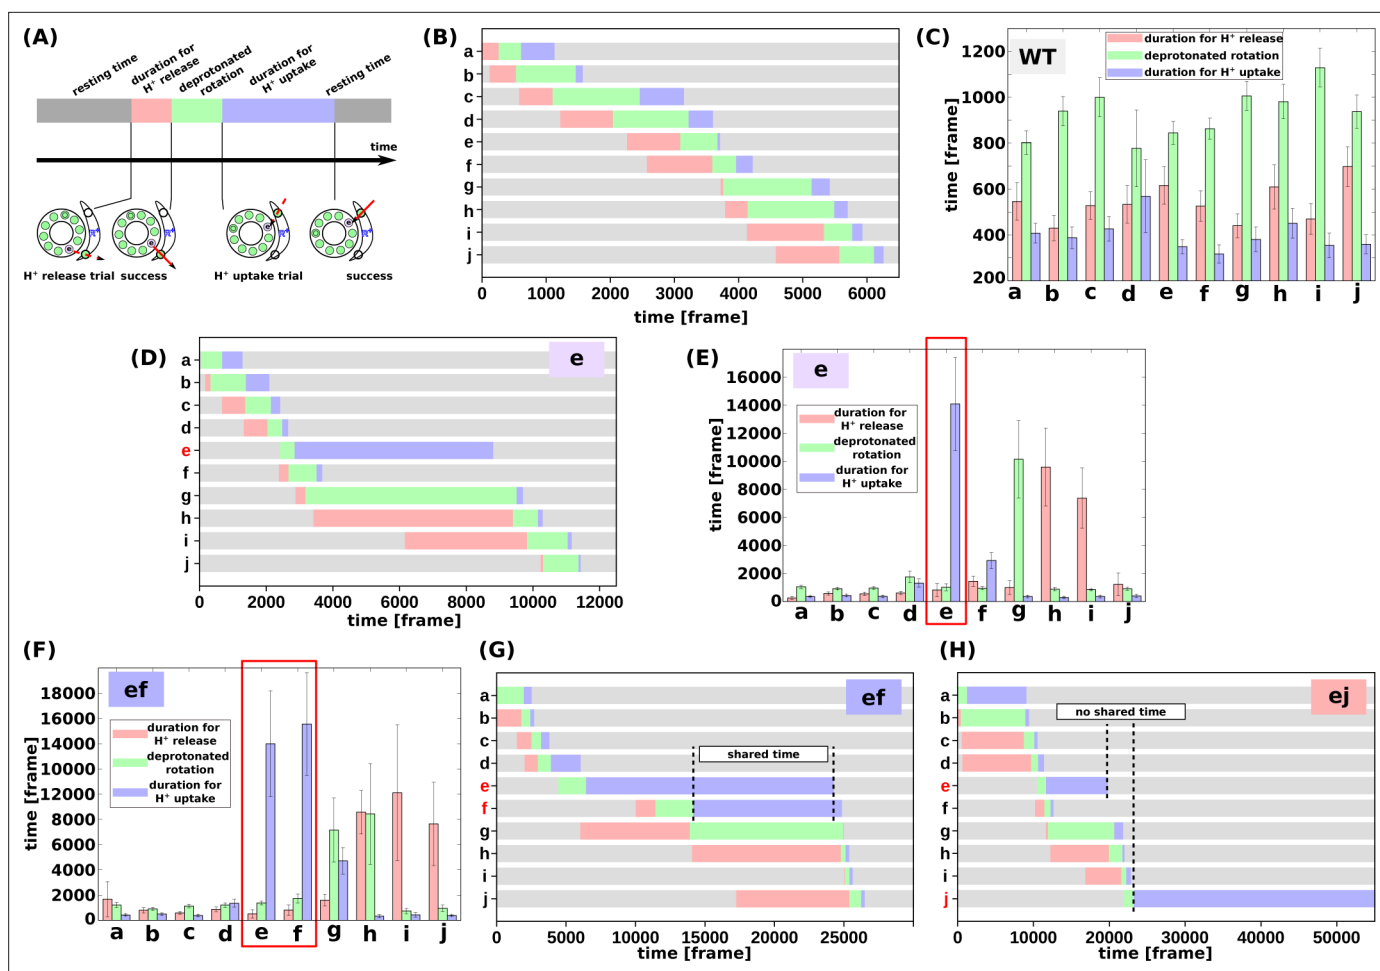 (A)
resting time
duration for
H⁺ release
deprotonated
rotation
duration for
H⁺ uptake
resting time
time
H⁺ release trial
success
H⁺ uptake trial
success
(B)
a
b
c
d
e
f
g
h
i
j
0
1000
2000
3000
4000
5000
6000
time [frame]
(C)
WT
duration for H⁺ release
deprotonated rotation
duration for H⁺ uptake
time [frame]
1200
1000
800
600
400
200
a
b
c
d
e
f
g
h
i
j
(D)
e
a
b
c
d
e
f
g
h
i
j
0
2000
4000
6000
8000
10000
12000
time [frame]
(E)
e
duration for
H⁺ release
deprotonated
rotation
duration for
H⁺ uptake
time [frame]
16000
14000
12000
10000
8000
6000
4000
2000
0
a
b
c
d
e
f
g
h
i
j
(F)
ef
duration for
H⁺ release
deprotonated
rotation
duration for
H⁺ uptake
time [frame]
18000
16000
14000
12000
10000
8000
6000
4000
2000
0
a
b
c
d
e
f
g
h
i
j
(G)
ef
shared time
a
b
c
d
e
f
g
h
i
j
0
5000
10000
15000
20000
25000
time [frame]
(H)
ej
no shared time
a
b
c
d
e
f
g
h
i
j
0
10000
20000
30000
40000
50000
time [frame]